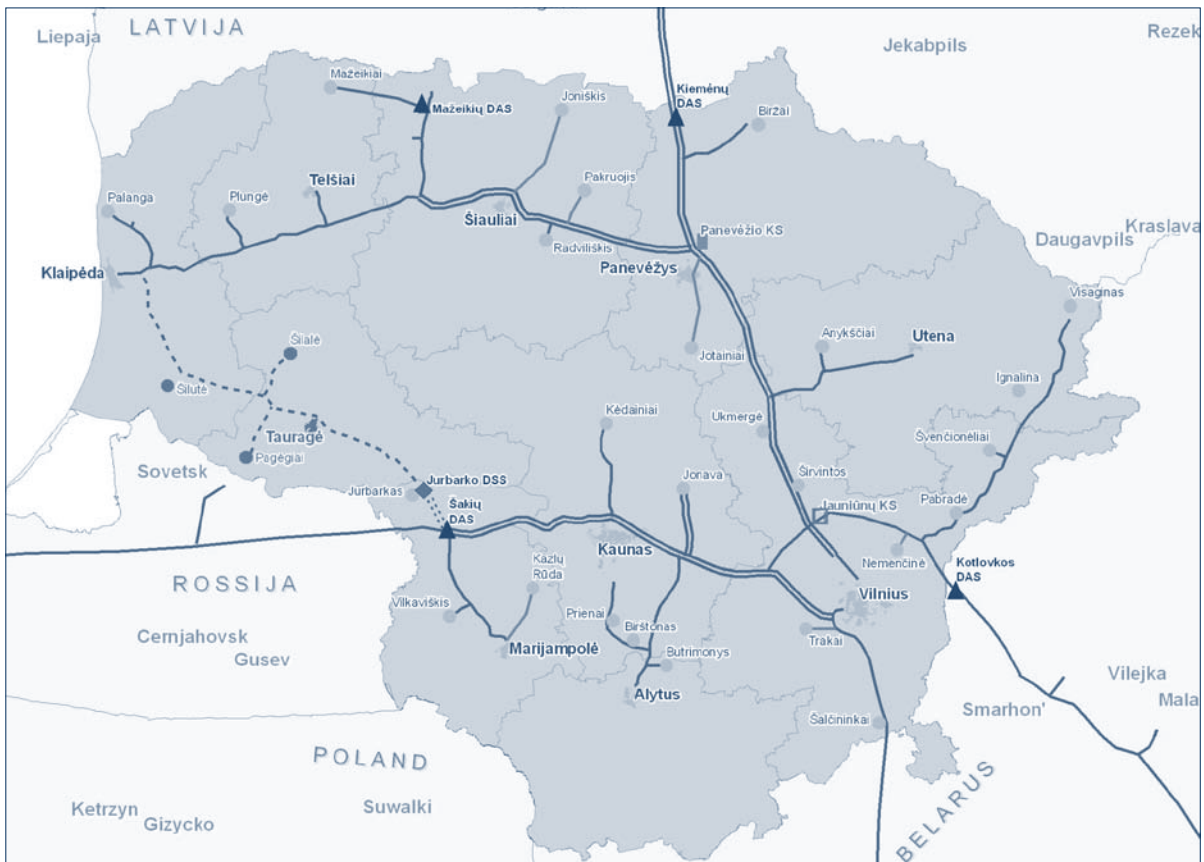 LATVIJA
Liepaja
Jekabpils
Rezek
Mažeikiai
Mažeikių DAS
Joniškis
Kiemėnų
DAS
Biržai
Telšiai
Palanga
Plungė
Pakruojis
Šiauliai
Radviliškis
Panevėžio KS
Kraslava
Daugavpils
Klaipėda
Panevėžys
Visaginas
Šilalė
Jotainiai
Anykščiai
Utena
Šilutė
Ignalina
Kėdainiai
Ukmergė
Tauragė
Švenčionėliai
Pagėgiai
Sovetsk
Jurbarko DSS
Jurbarkas
Šakių
DAS
Jonava
Širvintos
Jauniūnų KS
Pabradė
Kaunas
Nemenčinė
Kotlovkos
DAS
ROSSIJA
Kazlų
Rūda
Vilkaviškis
Prienai
Birštonas
Vilnius
Trakai
Cernjahovsk
Gusev
Marijampolė
Butrimonys
Alytus
Vilejka
Mala
Smarhon'
Šalčininkai
POLAND
Suwalki
Ketrzyn
Gizycko
BELARUS